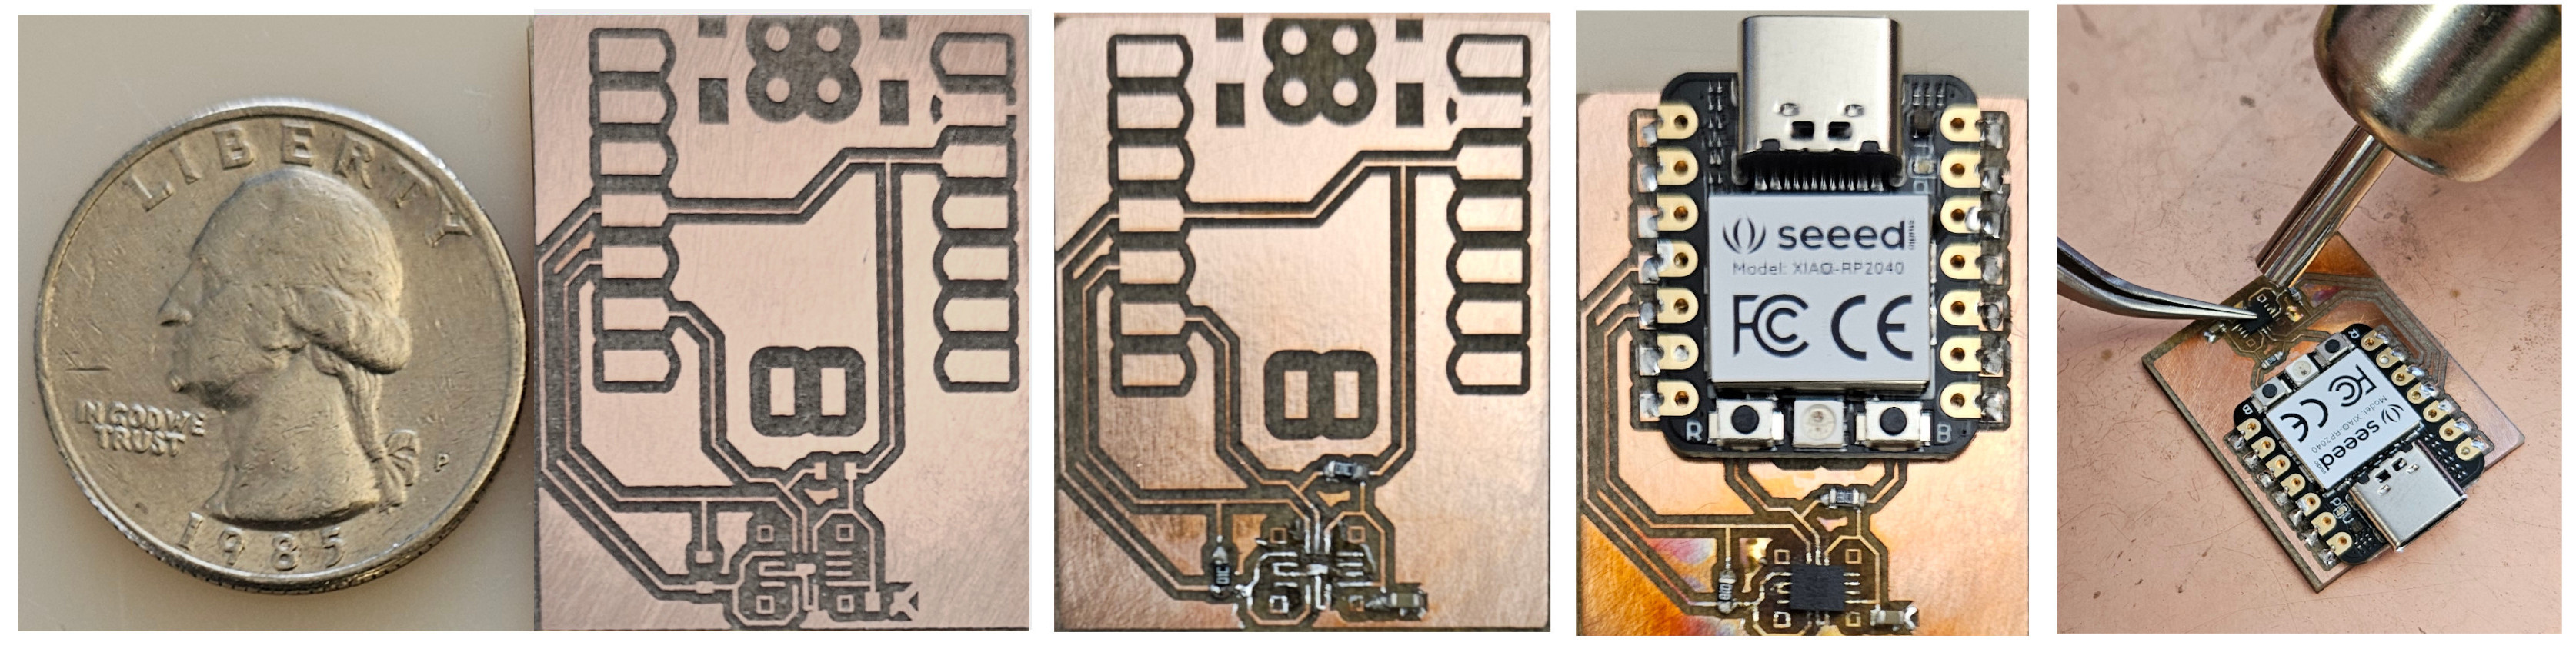 LIBERTY
IN GOD WE
TRUST
P
1985
seeed
Model: XIAO-RP2040
FC CE
R
B
R
B
seeed
Model: XIAO-RP2040
FC CE